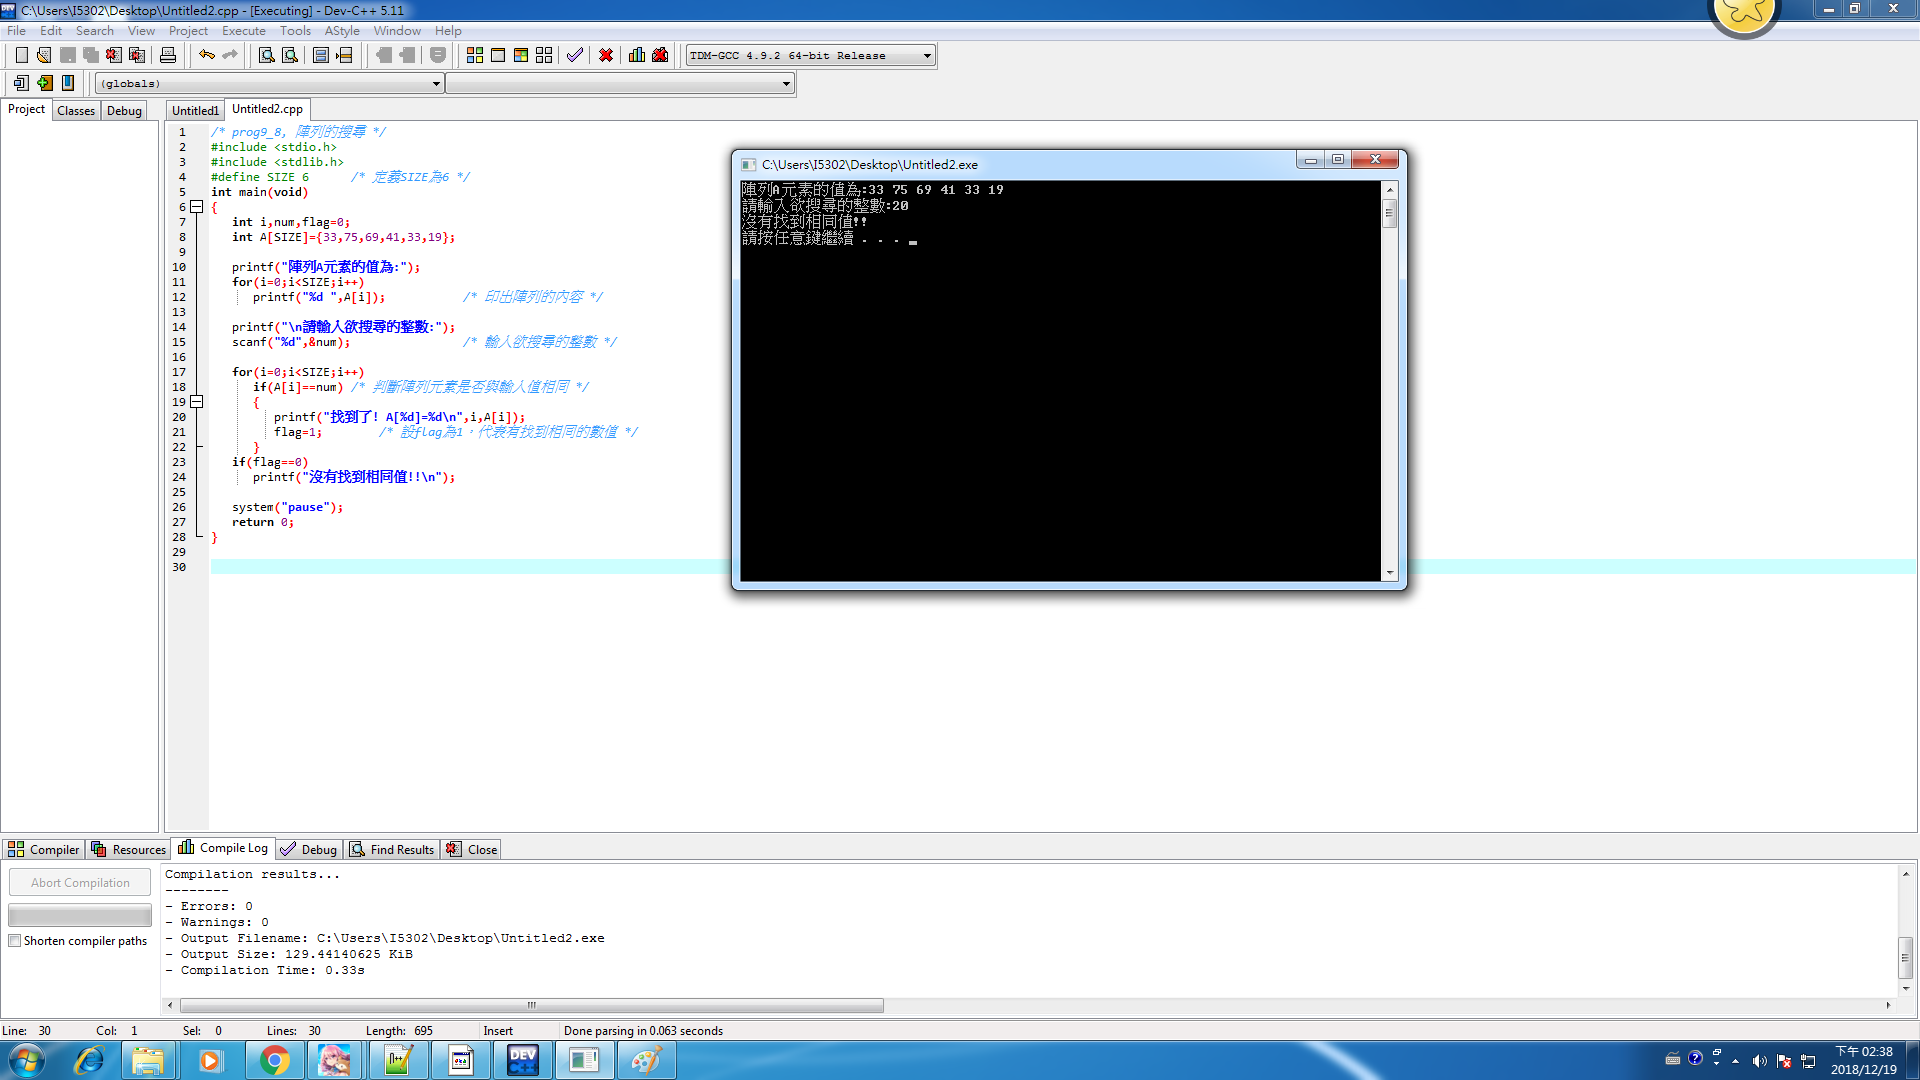 C:\Users\I5302\Desktop\Untitled2.cpp - [Executing] - Dev-C++ 5.11
File Edit Search View Project Execute Tools AStyle Window Help
TDM-GCC 4.9.2 64-bit Release
(globals)
Project Classes Debug
Untitled1 Untitled2.cpp
1 /* prog9_8, 陣列的搜尋 */
2 #include <stdio.h>
3 #include <stdlib.h>
4 #define SIZE 6 /* 定義SIZE為6 */
5 int main(void)
6 {
7 int i,num,flag=0;
8 int A[SIZE]={33,75,69,41,33,19};
9
10 printf("陣列A元素的值為:");
11 for(i=0;i<SIZE;i++)
12 printf("%d ",A[i]); /* 印出陣列的內容 */
13
14 printf("\n請輸入欲搜尋的整數:");
15 scanf("%d",&num); /* 輸入欲搜尋的整數 */
16
17 for(i=0;i<SIZE;i++)
18 if(A[i]==num) /* 判斷陣列元素是否與輸入值相同 */
19 {
20 printf("找到了! A[%d]=%d\n",i,A[i]);
21 flag=1; /* 設flag為1，代表有找到相同的數值 */
22 }
23 if(flag==0)
24 printf("沒有找到相同值!!\n");
25
26 system("pause");
27 return 0;
28 }
29
30
C:\Users\I5302\Desktop\Untitled2.exe
陣列A元素的值為:33 75 69 41 33 19
請輸入欲搜尋的整數:20
沒有找到相同值!!
請按任意鍵繼續 . . .
Compiler Resources Compile Log Debug Find Results Close
Abort Compilation
Shorten compiler paths
Compilation results...
--------
- Errors: 0
- Warnings: 0
- Output Filename: C:\Users\I5302\Desktop\Untitled2.exe
- Output Size: 129.44140625 KiB
- Compilation Time: 0.33s
Line: 30 Col: 1 Sel: 0 Lines: 30 Length: 695 Insert Done parsing in 0.063 seconds
DEV C++
下午 02:38
2018/12/19